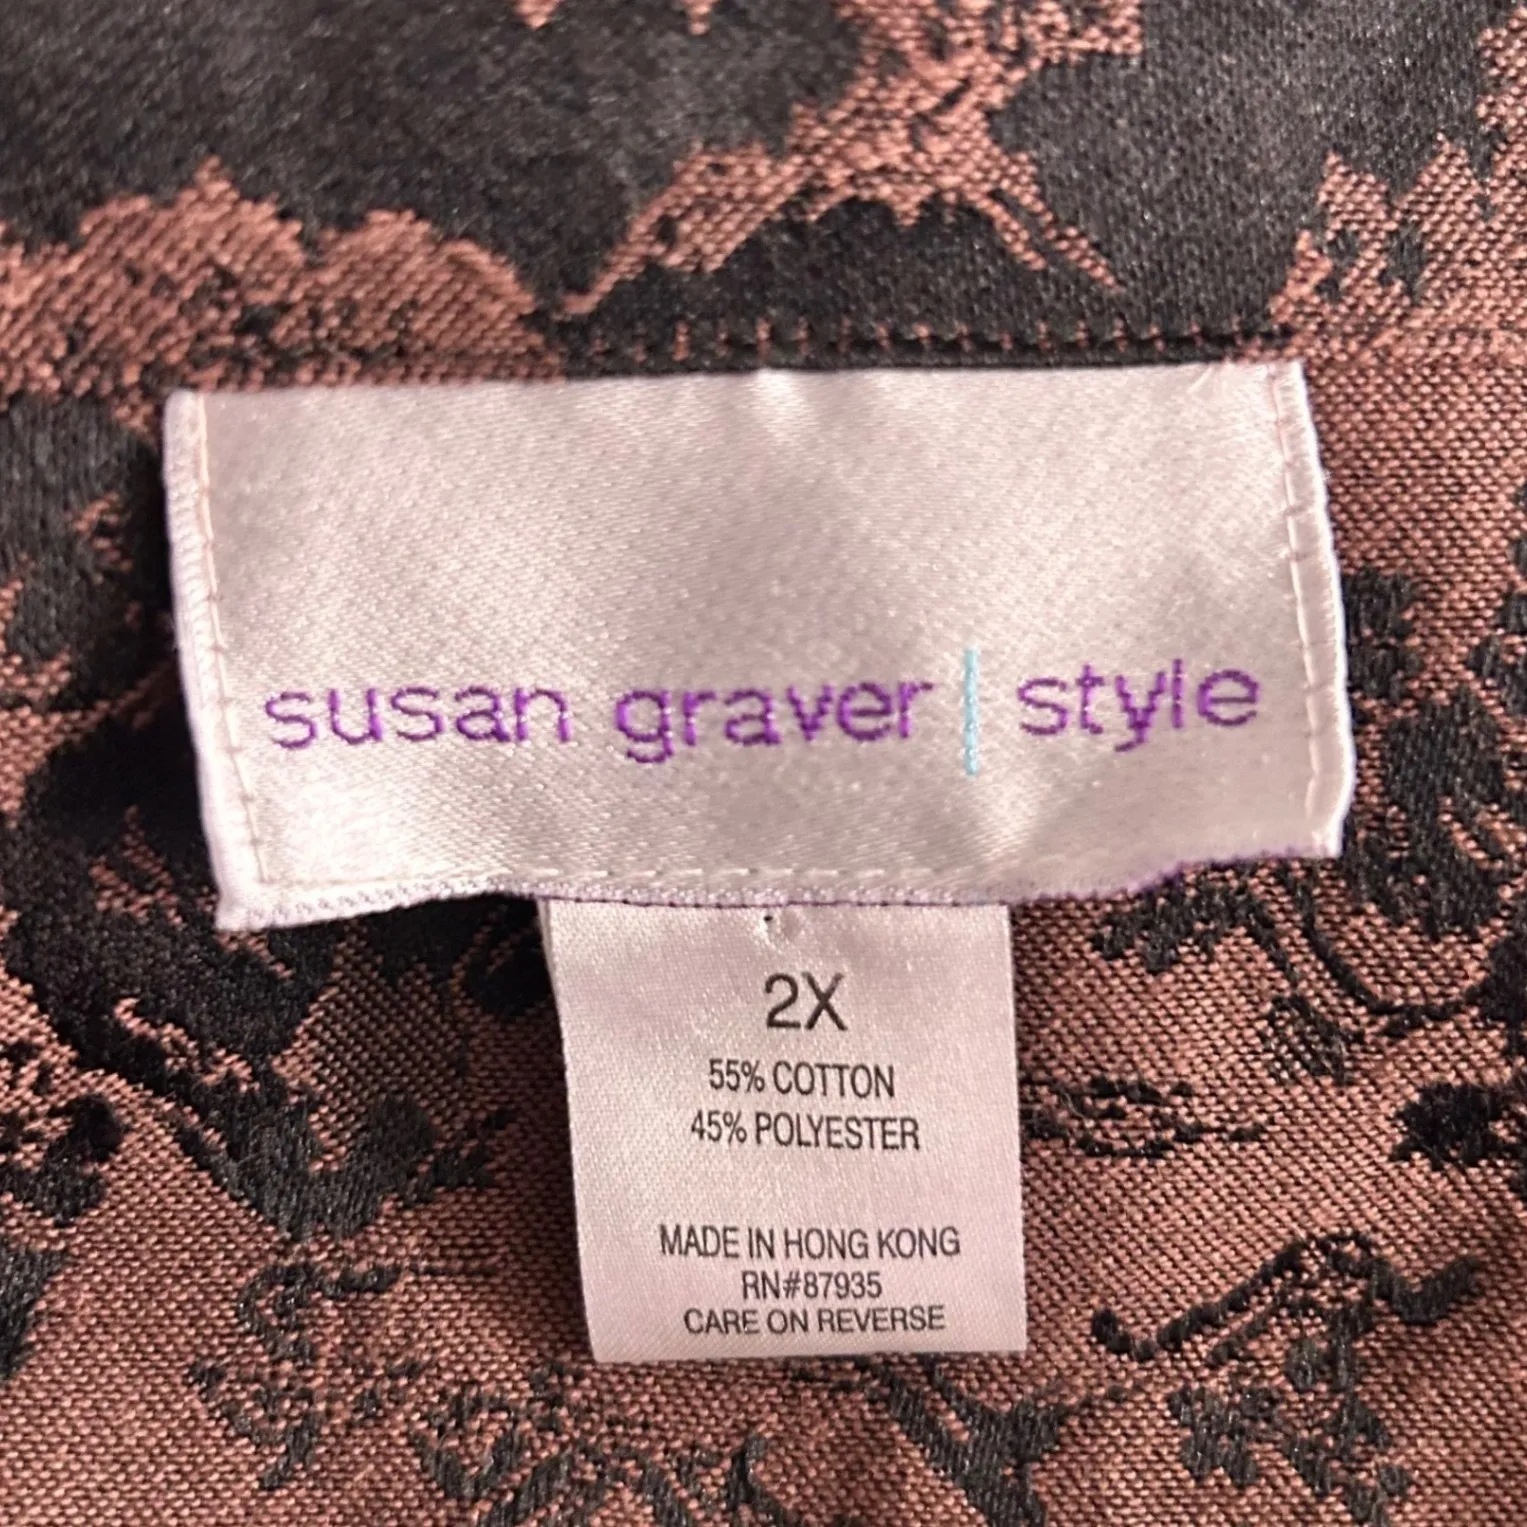 susan graver | style
2X
55% COTTON
45% POLYESTER
MADE IN HONG KONG
RN#87935
CARE ON REVERSE